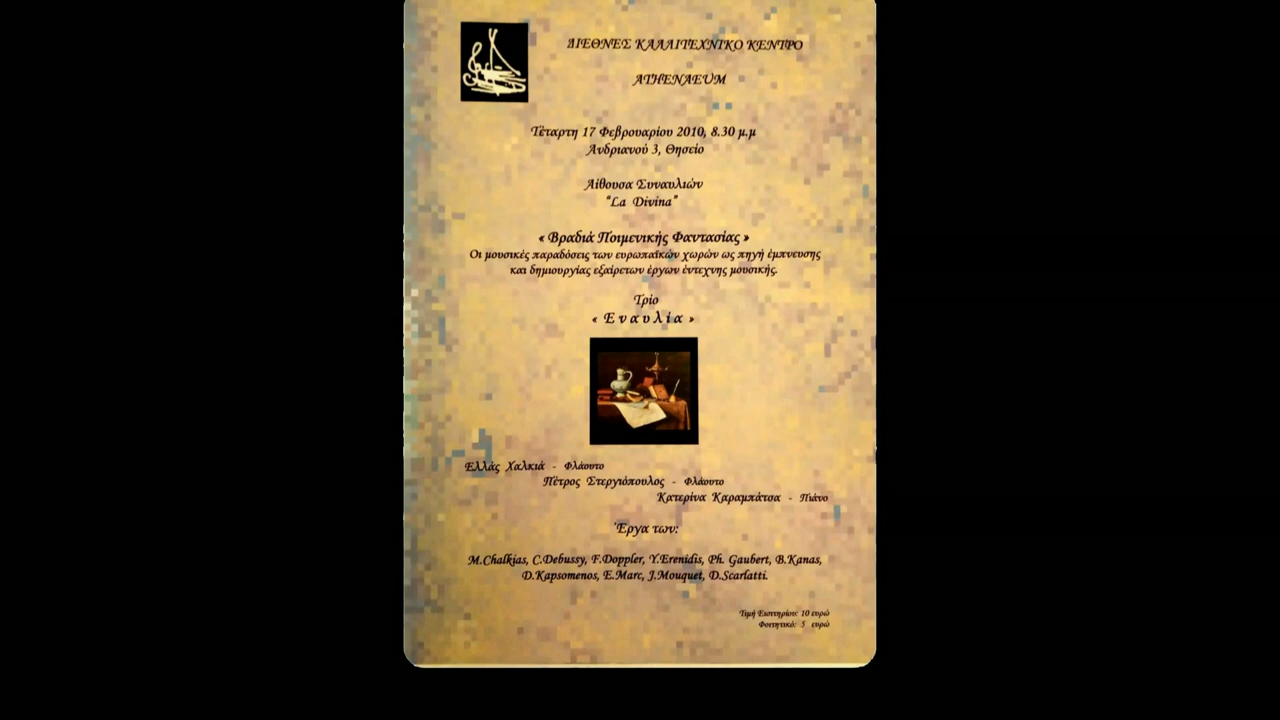 ΔΙΕΘΝΕΣ ΚΑΛΛΙΤΕΧΝΙΚΟ ΚΕΝΤΡΟ
ATHENAEUM
Τέταρτη 17 Φεβρουαρίου 2010, 8.30 μ.μ
Ανδριανού 3, Θησείο
Αίθουσα Συναυλιών
“La Divina”
« Βραδιά Ποιμενικής Φαντασίας »
Οι μουσικές παραδόσεις των ευρωπαϊκών χωρών ως πηγή έμπνευσης
και δημιουργίας εξαίρετων έργων έντεχνης μουσικής.
Τρίο
« Ε ν α υ λ ί α »
Ελλάς Χαλκιά - Φλάουτο
Πέτρος Στεργιόπουλος - Φλάουτο
Κατερίνα Καραμπάτσα - Πιάνο
Έργα των:
M.Chalkias, C.Debussy, F.Doppler, Y.Erenidis, Ph. Gaubert, B.Kanas,
D.Kapsomenos, E.Marc, J.Mouquet, D.Scarlatti.
Τιμή Εισιτηρίου: 10 ευρώ
Φοιτητικό: 5 ευρώ